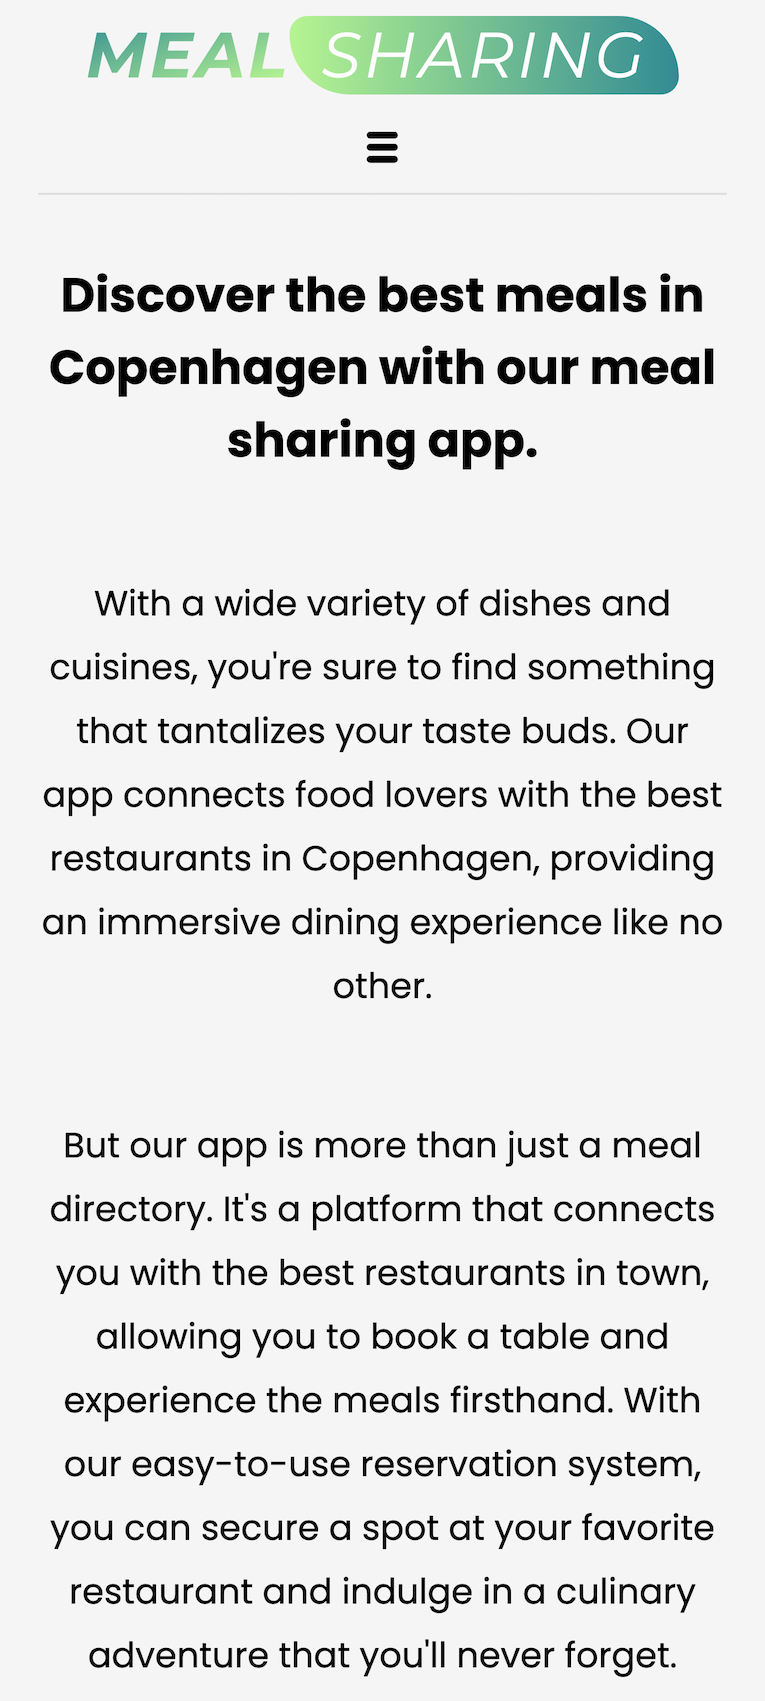 MEAL SHARING
Discover the best meals in
Copenhagen with our meal
sharing app.
With a wide variety of dishes and
cuisines, you're sure to find something
that tantalizes your taste buds. Our
app connects food lovers with the best
restaurants in Copenhagen, providing
an immersive dining experience like no
other.
But our app is more than just a meal
directory. It's a platform that connects
you with the best restaurants in town,
allowing you to book a table and
experience the meals firsthand. With
our easy-to-use reservation system,
you can secure a spot at your favorite
restaurant and indulge in a culinary
adventure that you'll never forget.